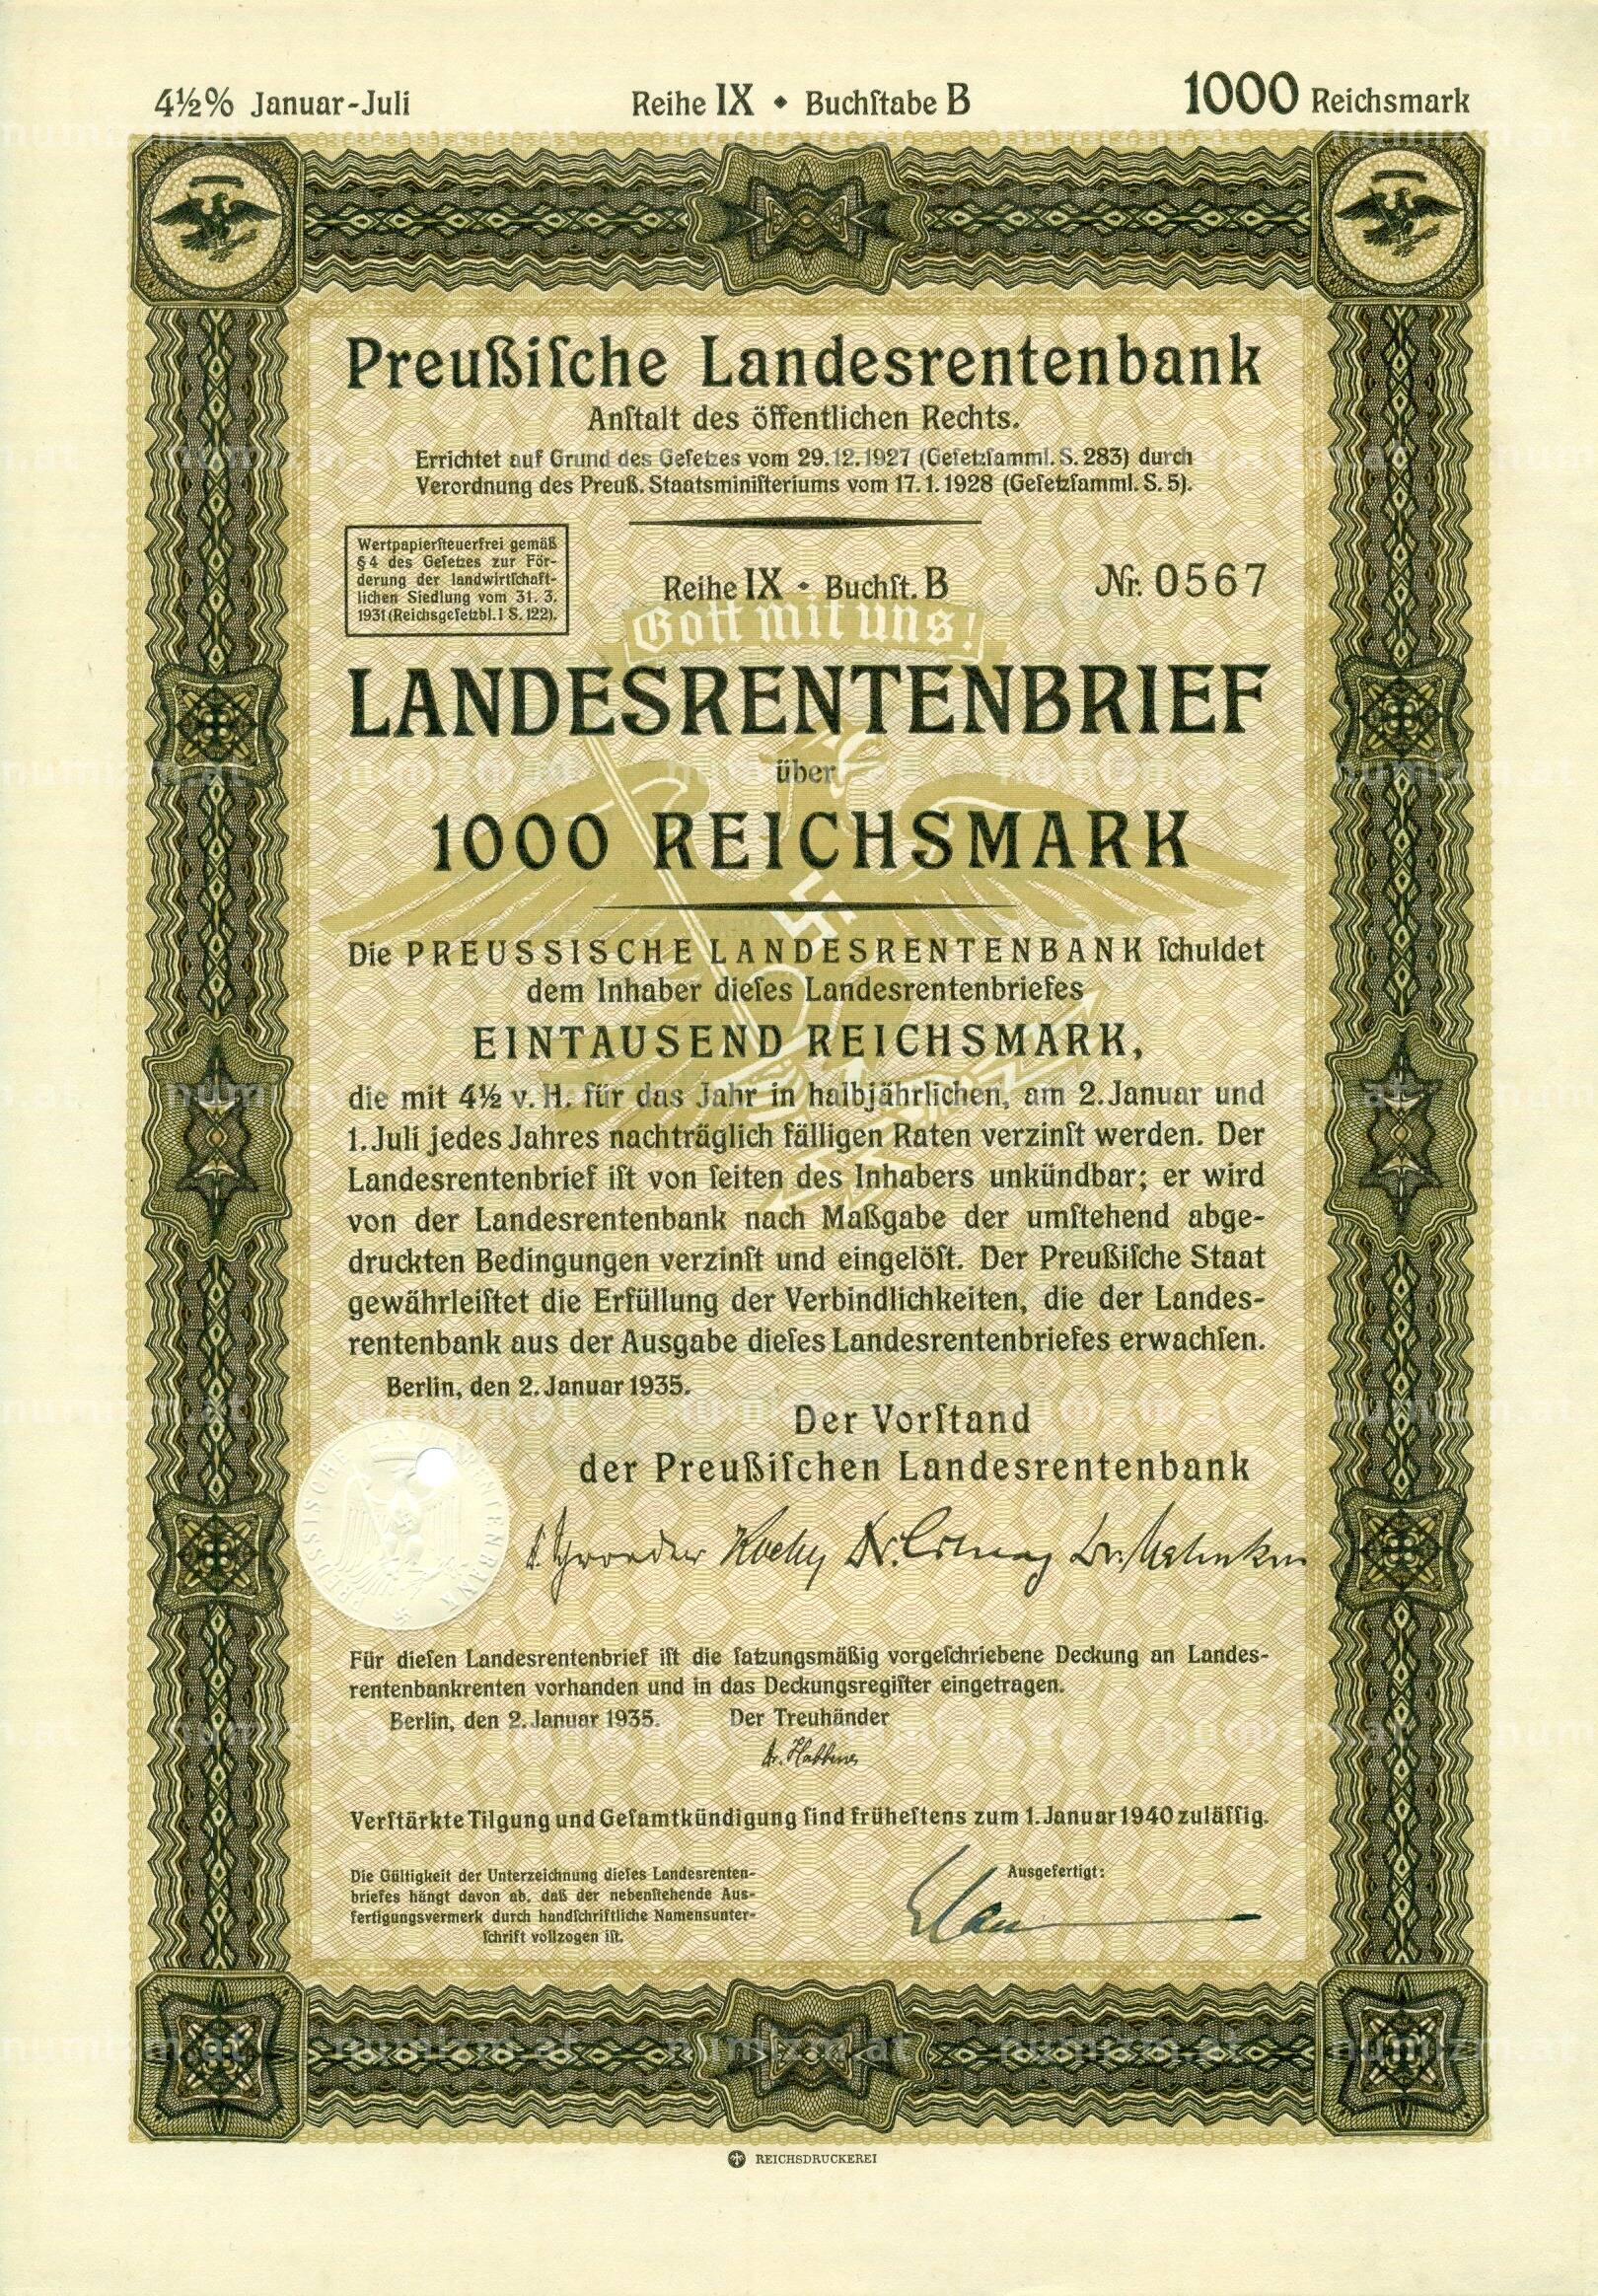 4½% Januar-Juli
Reihe IX • Buchſtabe B
1000 Reichsmark
Preußiſche Landesrentenbank
Anſtalt des öffentlichen Rechts.
Errichtet auf Grund des Geſetzes vom 29.12.1927 (Geſetzſamml. S. 283) durch
Verordnung des Preuß. Staatsminiſteriums vom 17.1.1928 (Geſetzſamml. S. 5).
Wertpapierſteuerfrei gemäß
§ 4 des Geſetzes zur För-
derung der landwirtſchaft-
lichen Siedlung vom 31. 3.
1931 (Reichsgeſetzbl. I S. 122).
Reihe IX • Buchſt. B
Nr. 0567
Gott mit uns!
LANDESRENTENBRIEF
über
1000 REICHSMARK
Die PREUSSISCHE LANDESRENTENBANK ſchuldet
dem Inhaber dieſes Landesrentenbriefes
EINTAUSEND REICHSMARK,
die mit 4½ v. H. für das Jahr in halbjährlichen, am 2. Januar und
1. Juli jedes Jahres nachträglich fälligen Raten verzinſt werden. Der
Landesrentenbrief iſt von ſeiten des Inhabers unkündbar; er wird
von der Landesrentenbank nach Maßgabe der umſtehend abge-
druckten Bedingungen verzinſt und eingelöſt. Der Preußiſche Staat
gewährleiſtet die Erfüllung der Verbindlichkeiten, die der Landes-
rentenbank aus der Ausgabe dieſes Landesrentenbriefes erwachſen.
Berlin, den 2. Januar 1935.
Der Vorſtand
der Preußiſchen Landesrentenbank
PREUSSISCHE LANDESRENTENBANK
Für dieſen Landesrentenbrief iſt die ſatzungsmäßig vorgeſchriebene Deckung an Landes-
rentenbankrenten vorhanden und in das Deckungsregiſter eingetragen.
Berlin, den 2. Januar 1935.
Der Treuhänder
Verſtärkte Tilgung und Geſamtkündigung ſind früheſtens zum 1. Januar 1940 zuläſſig.
Die Gültigkeit der Unterzeichnung dieſes Landesrenten-
briefes hängt davon ab, daß der nebenſtehende Aus-
fertigungsvermerk durch handſchriftliche Namensunter-
ſchrift vollzogen iſt.
Ausgefertigt:
REICHSDRUCKEREI
numizm.at